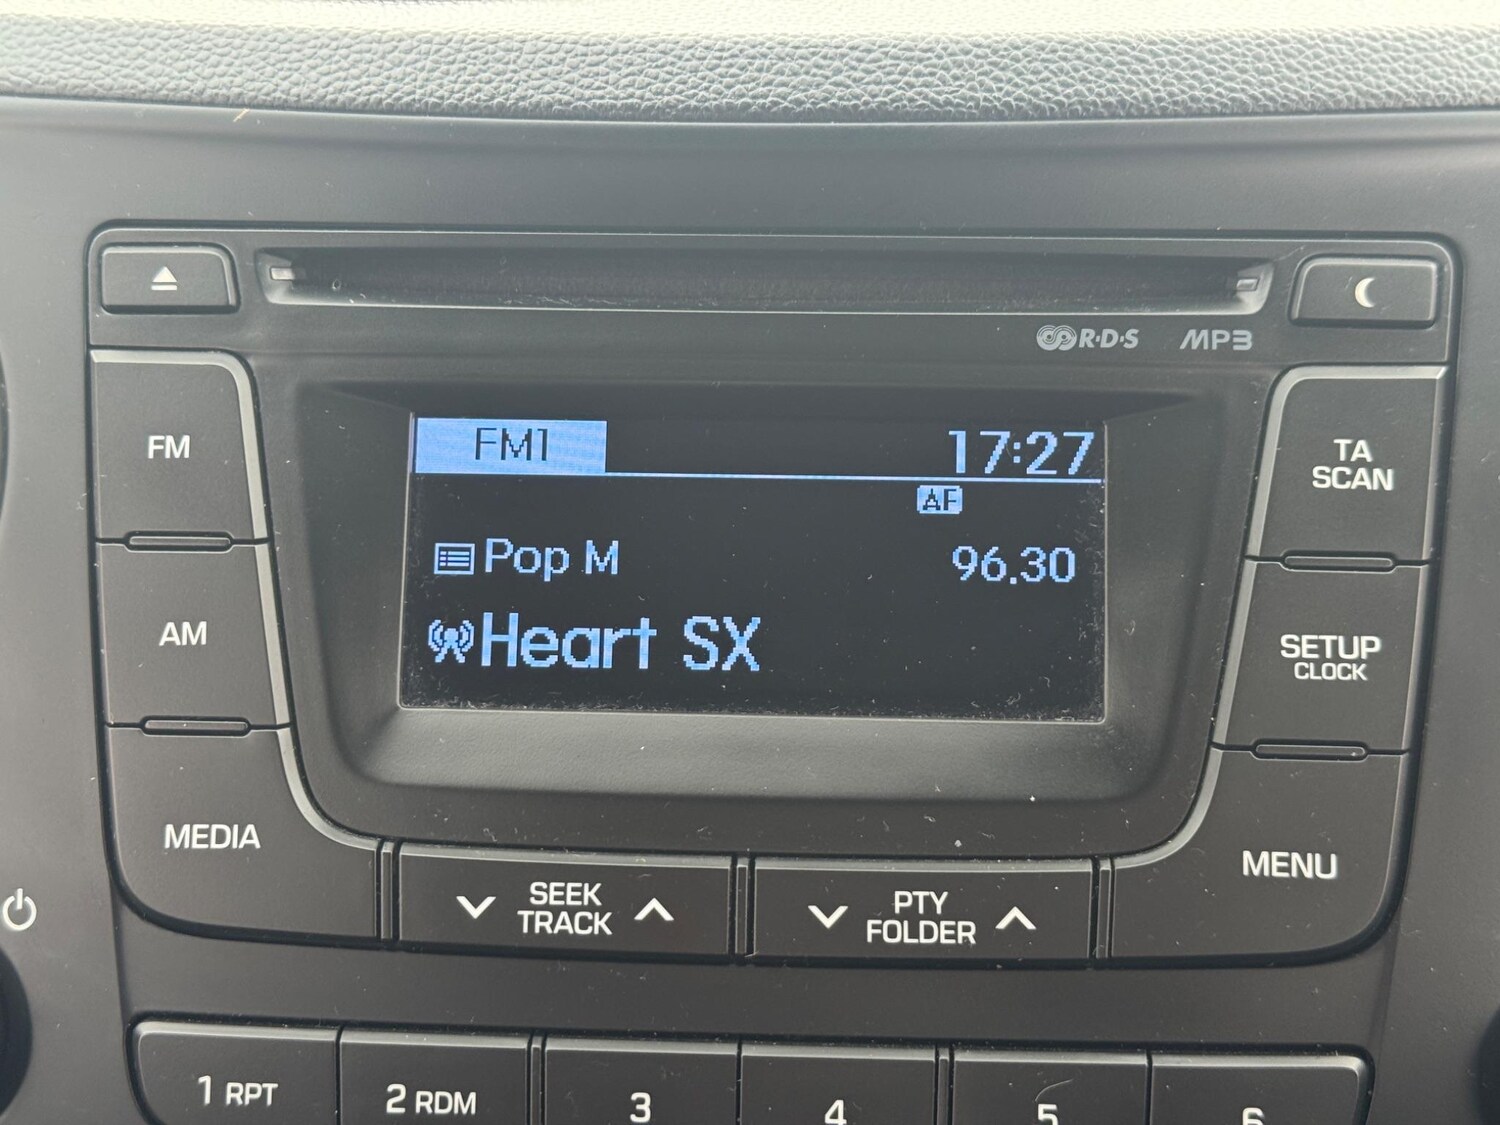 R·D·S MP3
FM
FM1 17:27
TA
SCAN
AF
Pop M 96.30
AM
Heart SX
SETUP
CLOCK
MEDIA
SEEK
TRACK
PTY
FOLDER
MENU
1 RPT 2 RDM 3 4 5 6